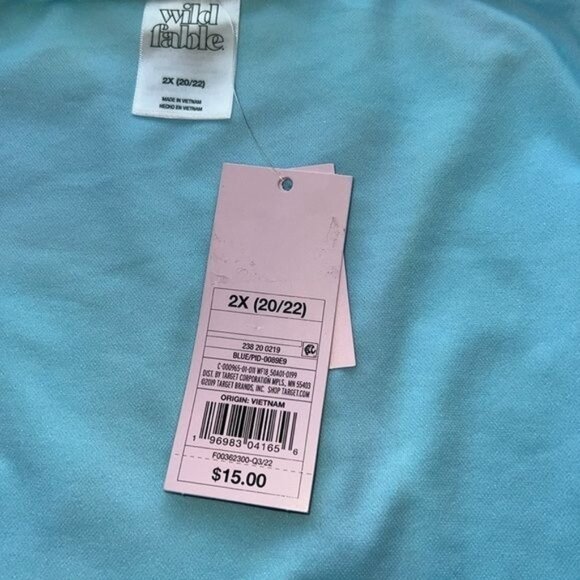 wild
fable
2X (20/22)
MADE IN VIETNAM
HECHO EN VIETNAM
2X (20/22)
238 20 0219
BLUE/PID-0089E9
C-000965-01-011 WF18_50A01-0199
DIST. BY TARGET CORPORATION MPLS, MN 55403
©2019 TARGET BRANDS, INC. SHOP TARGET.COM
ORIGIN: VIETNAM
1 96983 04165 6
F00362300-Q3/22
$15.00